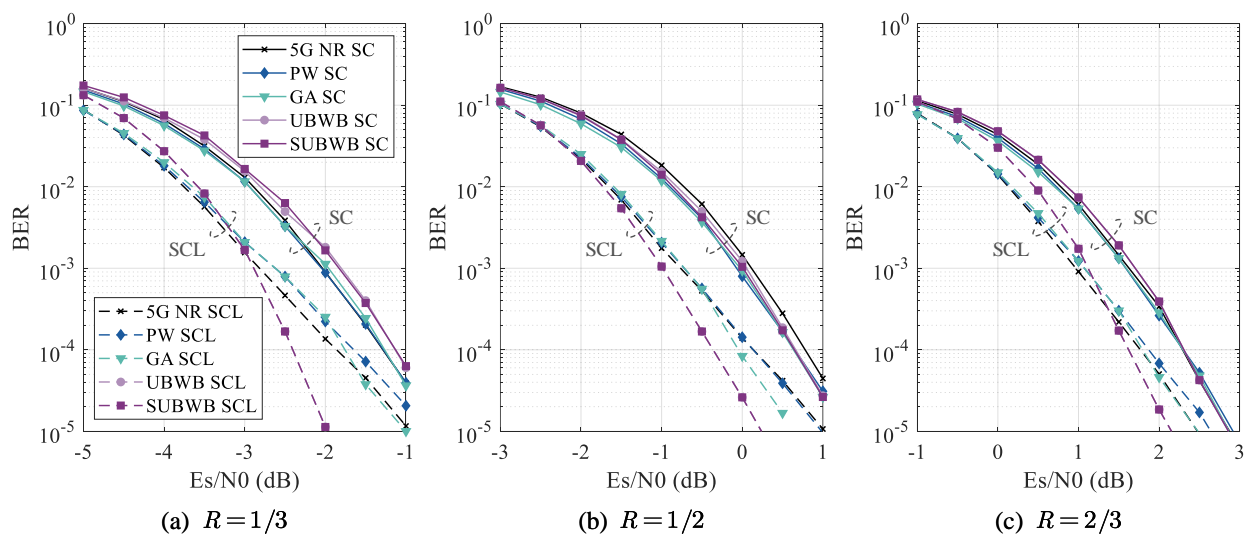 10^0
10^-1
10^-2
10^-3
10^-4
10^-5
BER
5G NR SC
PW SC
GA SC
UBWB SC
SUBWB SC
SC
SCL
5G NR SCL
PW SCL
GA SCL
UBWB SCL
SUBWB SCL
-5 -4 -3 -2 -1
Es/N0 (dB)
(a) R = 1/3
10^0
10^-1
10^-2
10^-3
10^-4
10^-5
BER
SC
SCL
-3 -2 -1 0 1
Es/N0 (dB)
(b) R = 1/2
10^0
10^-1
10^-2
10^-3
10^-4
10^-5
BER
SC
SCL
-1 0 1 2 3
Es/N0 (dB)
(c) R = 2/3